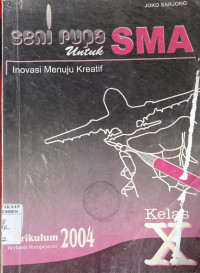 JOKO SARJONO
seni rupa
Untuk SMA
Inovasi Menuju Kreatif
Kelas
X
Kurikulum 2004
Berbasis Kompetensi